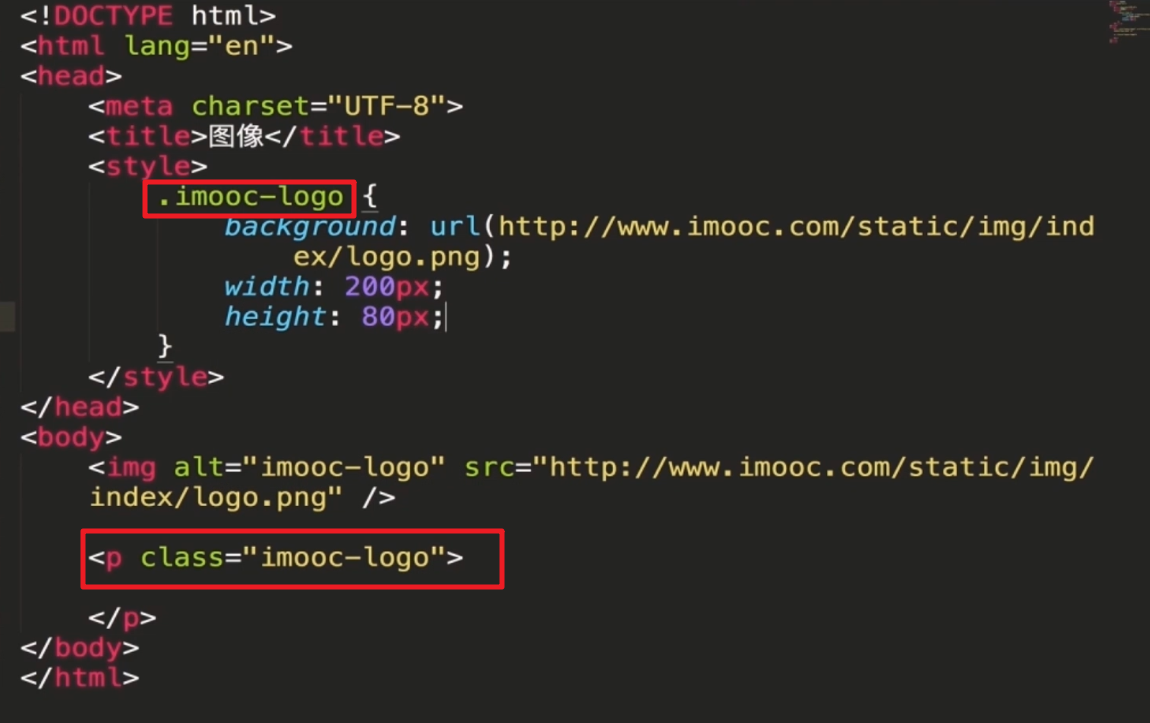 <!DOCTYPE html>
<html lang="en">
<head>
<meta charset="UTF-8">
<title>图像</title>
<style>
.imooc-logo {
background: url(http://www.imooc.com/static/img/ind
ex/logo.png);
width: 200px;
height: 80px;
}
</style>
</head>
<body>
<img alt="imooc-logo" src="http://www.imooc.com/static/img/
index/logo.png" />
<p class="imooc-logo">
</p>
</body>
</html>